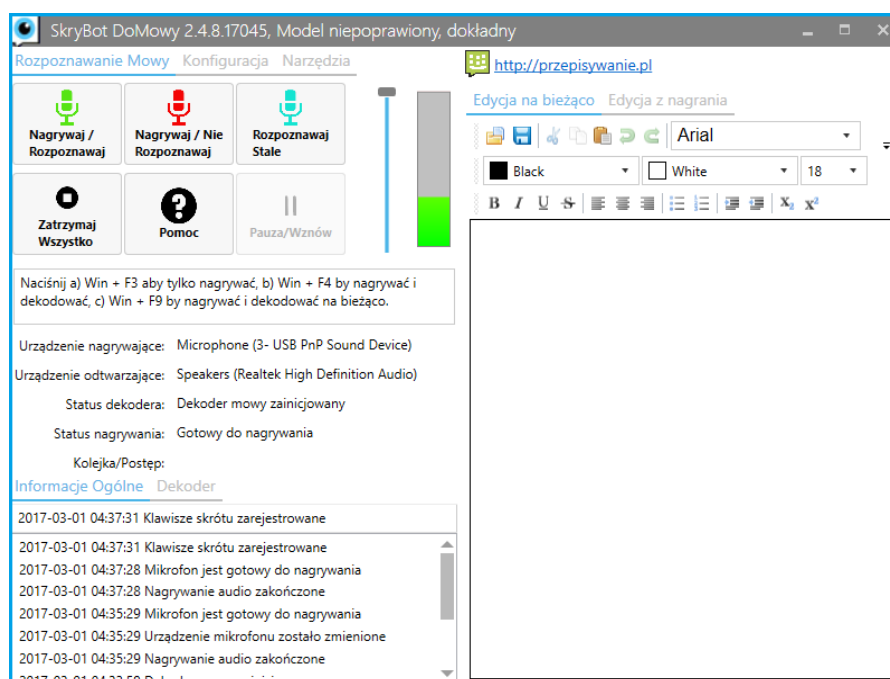 SkryBot DoMowy 2.4.8.17045, Model niepoprawiony, dokładny
Rozpoznawanie Mowy Konfiguracja Narzędzia
Nagrywaj /
Rozpoznawaj
Nagrywaj / Nie
Rozpoznawaj
Rozpoznawaj
Stale
Zatrzymaj
Wszystko
Pomoc
Pauza/Wznów
Naciśnij a) Win + F3 aby tylko nagrywać, b) Win + F4 by nagrywać i
dekodować, c) Win + F9 by nagrywać i dekodować na bieżąco.
Urządzenie nagrywające: Microphone (3- USB PnP Sound Device)
Urządzenie odtwarzające: Speakers (Realtek High Definition Audio)
Status dekodera: Dekoder mowy zainicjowany
Status nagrywania: Gotowy do nagrywania
Kolejka/Postęp:
Informacje Ogólne Dekoder
2017-03-01 04:37:31 Klawisze skrótu zarejestrowane
2017-03-01 04:37:31 Klawisze skrótu zarejestrowane
2017-03-01 04:37:28 Mikrofon jest gotowy do nagrywania
2017-03-01 04:37:28 Nagrywanie audio zakończone
2017-03-01 04:35:29 Mikrofon jest gotowy do nagrywania
2017-03-01 04:35:29 Urządzenie mikrofonu zostało zmienione
2017-03-01 04:35:29 Nagrywanie audio zakończone
http://przepisywanie.pl
Edycja na bieżąco Edycja z nagrania
Arial
Black White 18
B I U S X₂ x²